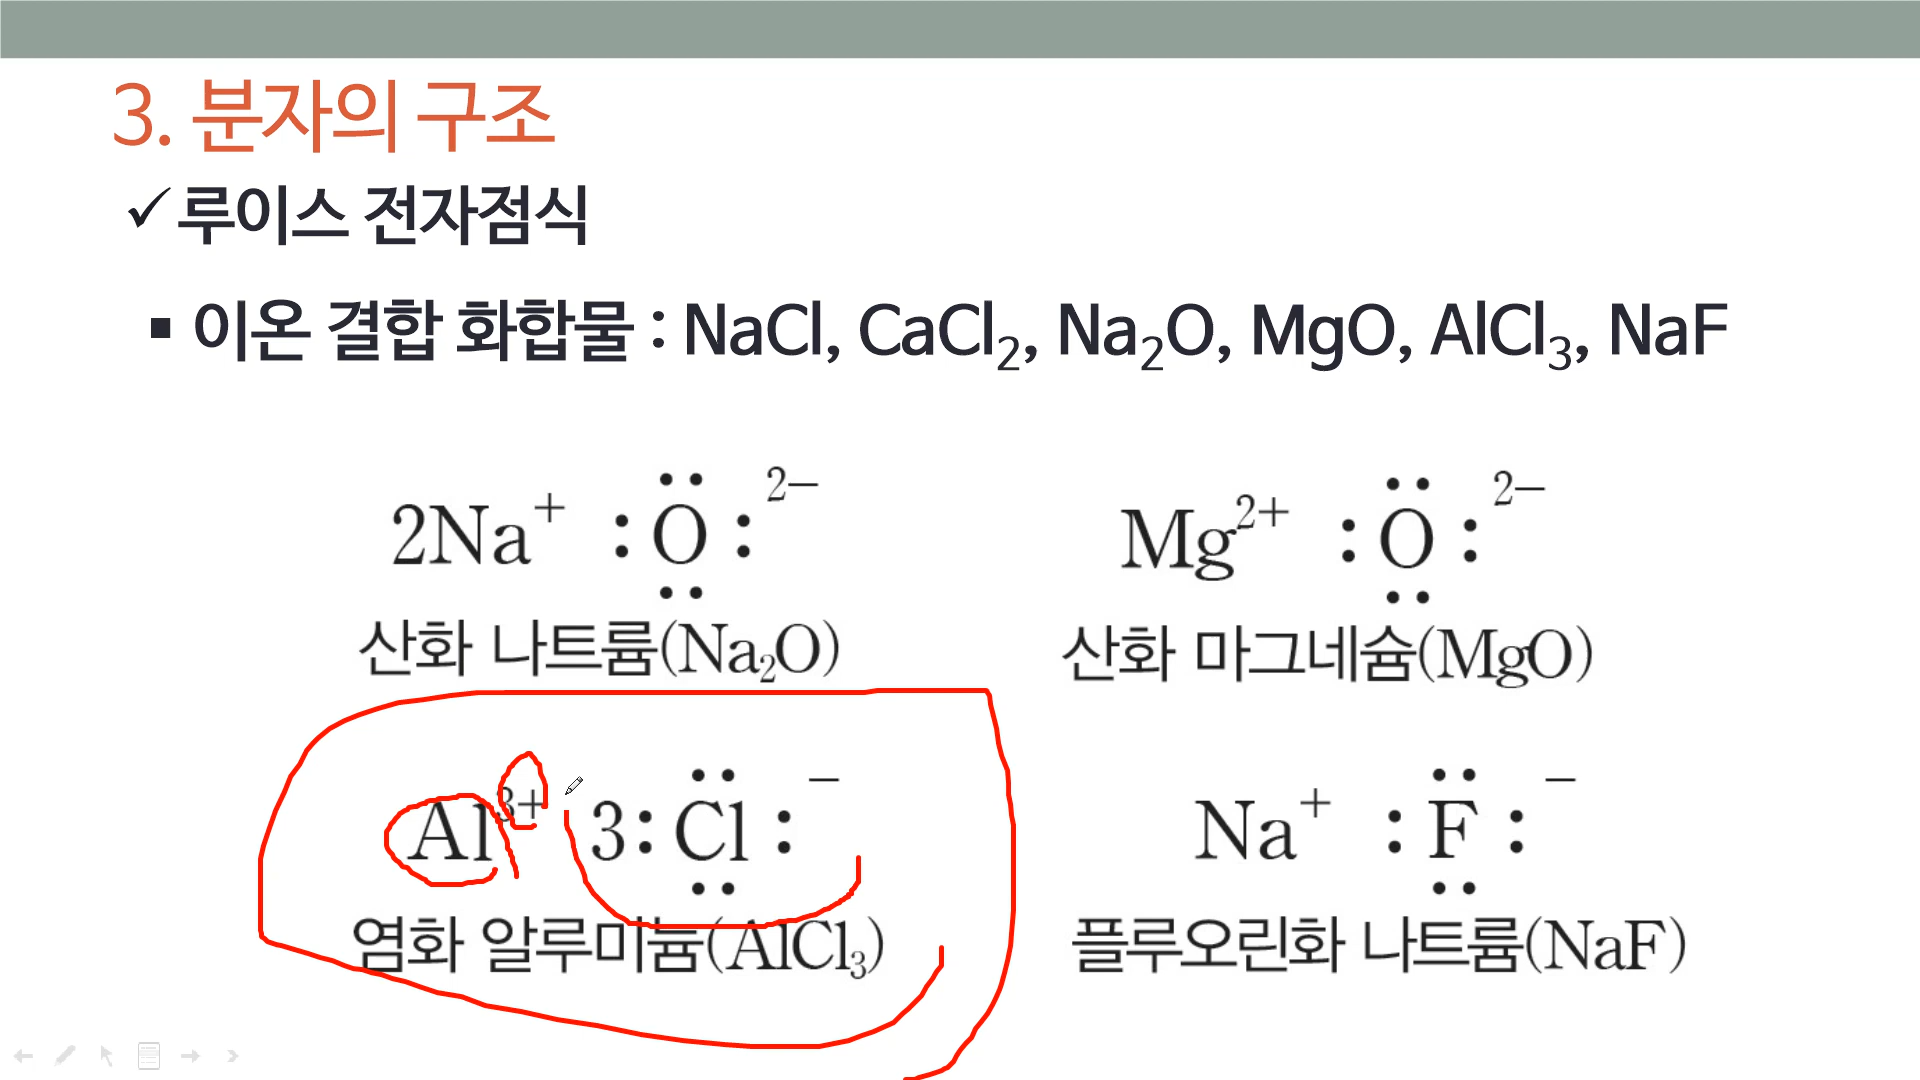 3. 분자의 구조
✓루이스 전자점식
▪ 이온 결합 화합물 : NaCl, CaCl₂, Na₂O, MgO, AlCl₃, NaF
2Na⁺ :O: ²⁻
Mg²⁺ :O: ²⁻
산화 나트륨(Na₂O)
산화 마그네슘(MgO)
Al³⁺ 3:Cl: ⁻
Na⁺ :F: ⁻
염화 알루미늄(AlCl₃)
플루오린화 나트륨(NaF)